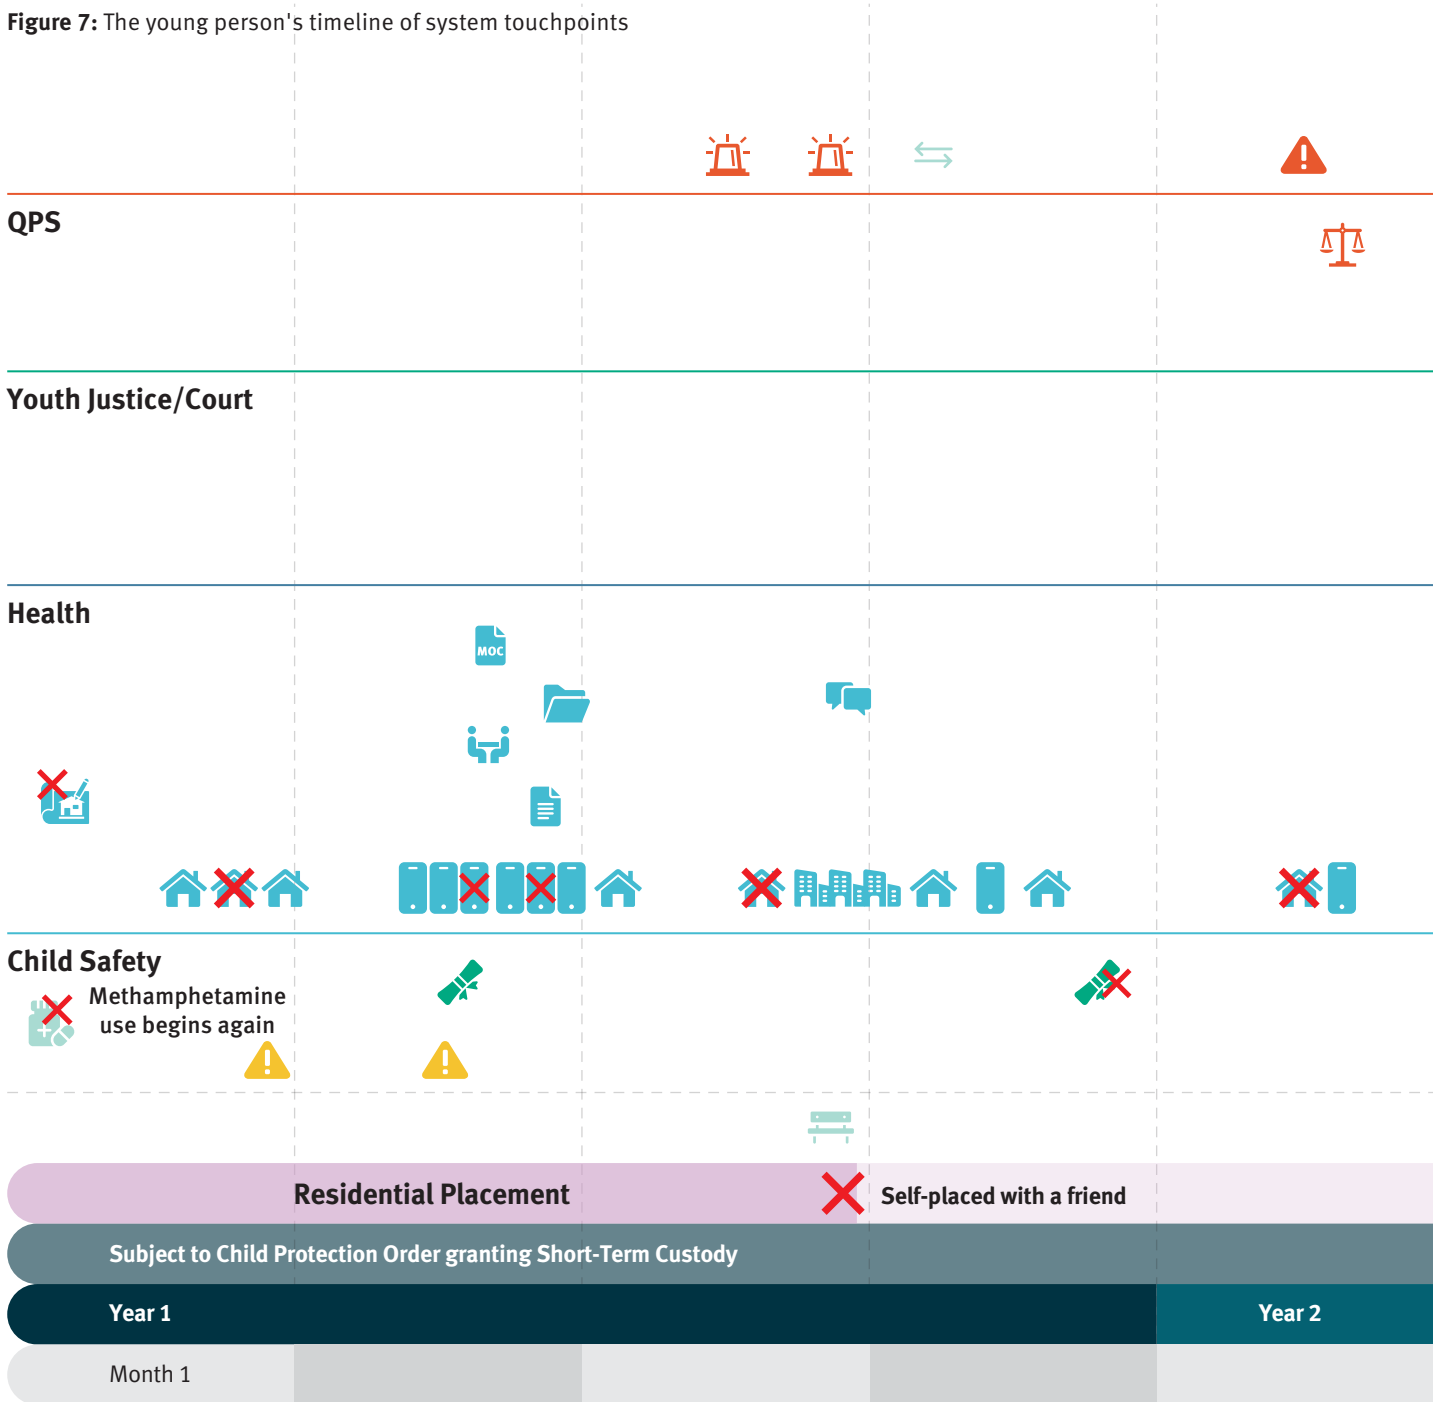 Figure 7: The young person's timeline of system touchpoints
QPS
Youth Justice/Court
Health
MOC
Child Safety
Methamphetamine
use begins again
Residential Placement
Self-placed with a friend
Subject to Child Protection Order granting Short-Term Custody
Year 1
Year 2
Month 1